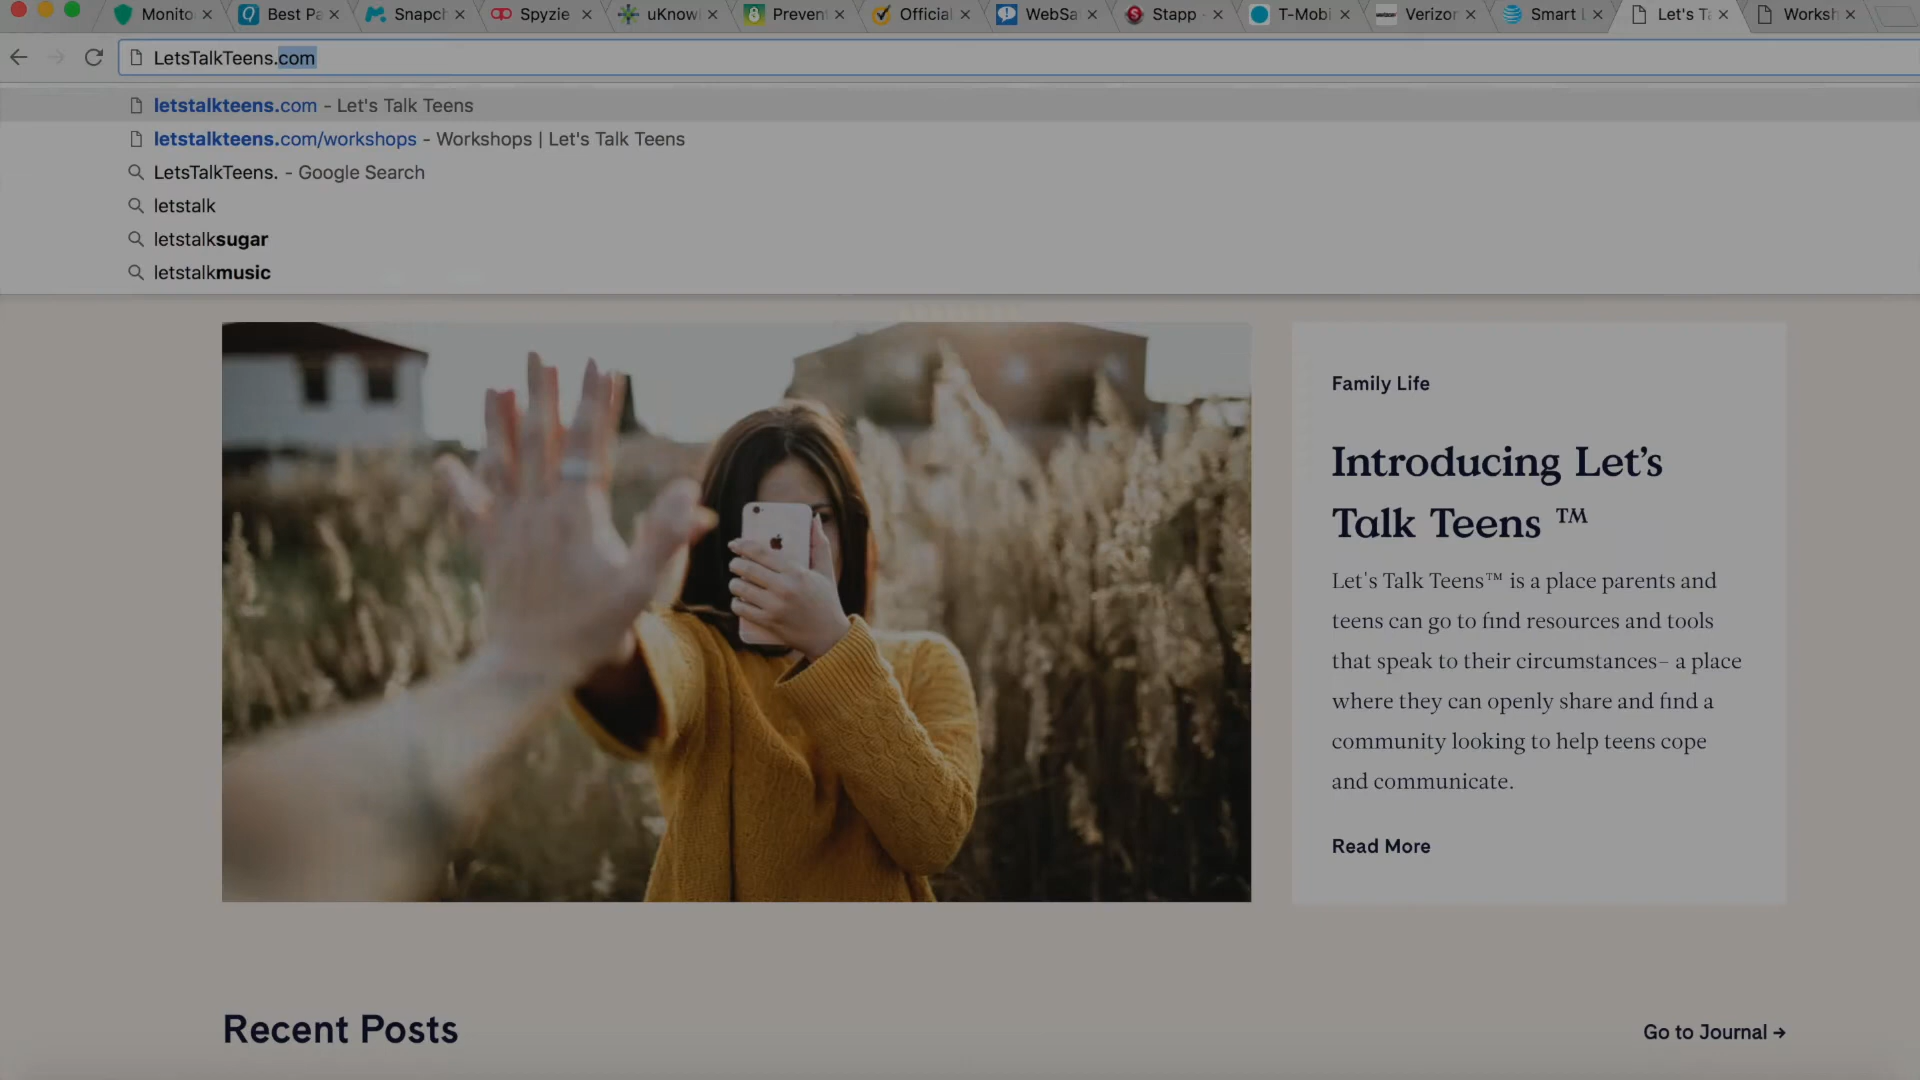 Monito
Best Pa
Snapch
Spyzie
uKnow
Preven
Official
WebSa
Stapp
T-Mobi
Verizon
Smart L
Let's Ta
Worksh
LetsTalkTeens.com
letstalkteens.com - Let's Talk Teens
letstalkteens.com/workshops - Workshops | Let's Talk Teens
LetsTalkTeens. - Google Search
letstalk
letstalksugar
letstalkmusic
Family Life
Introducing Let's
Talk Teens ™
Let's Talk Teens™ is a place parents and
teens can go to find resources and tools
that speak to their circumstances– a place
where they can openly share and find a
community looking to help teens cope
and communicate.
Read More
Recent Posts
Go to Journal →